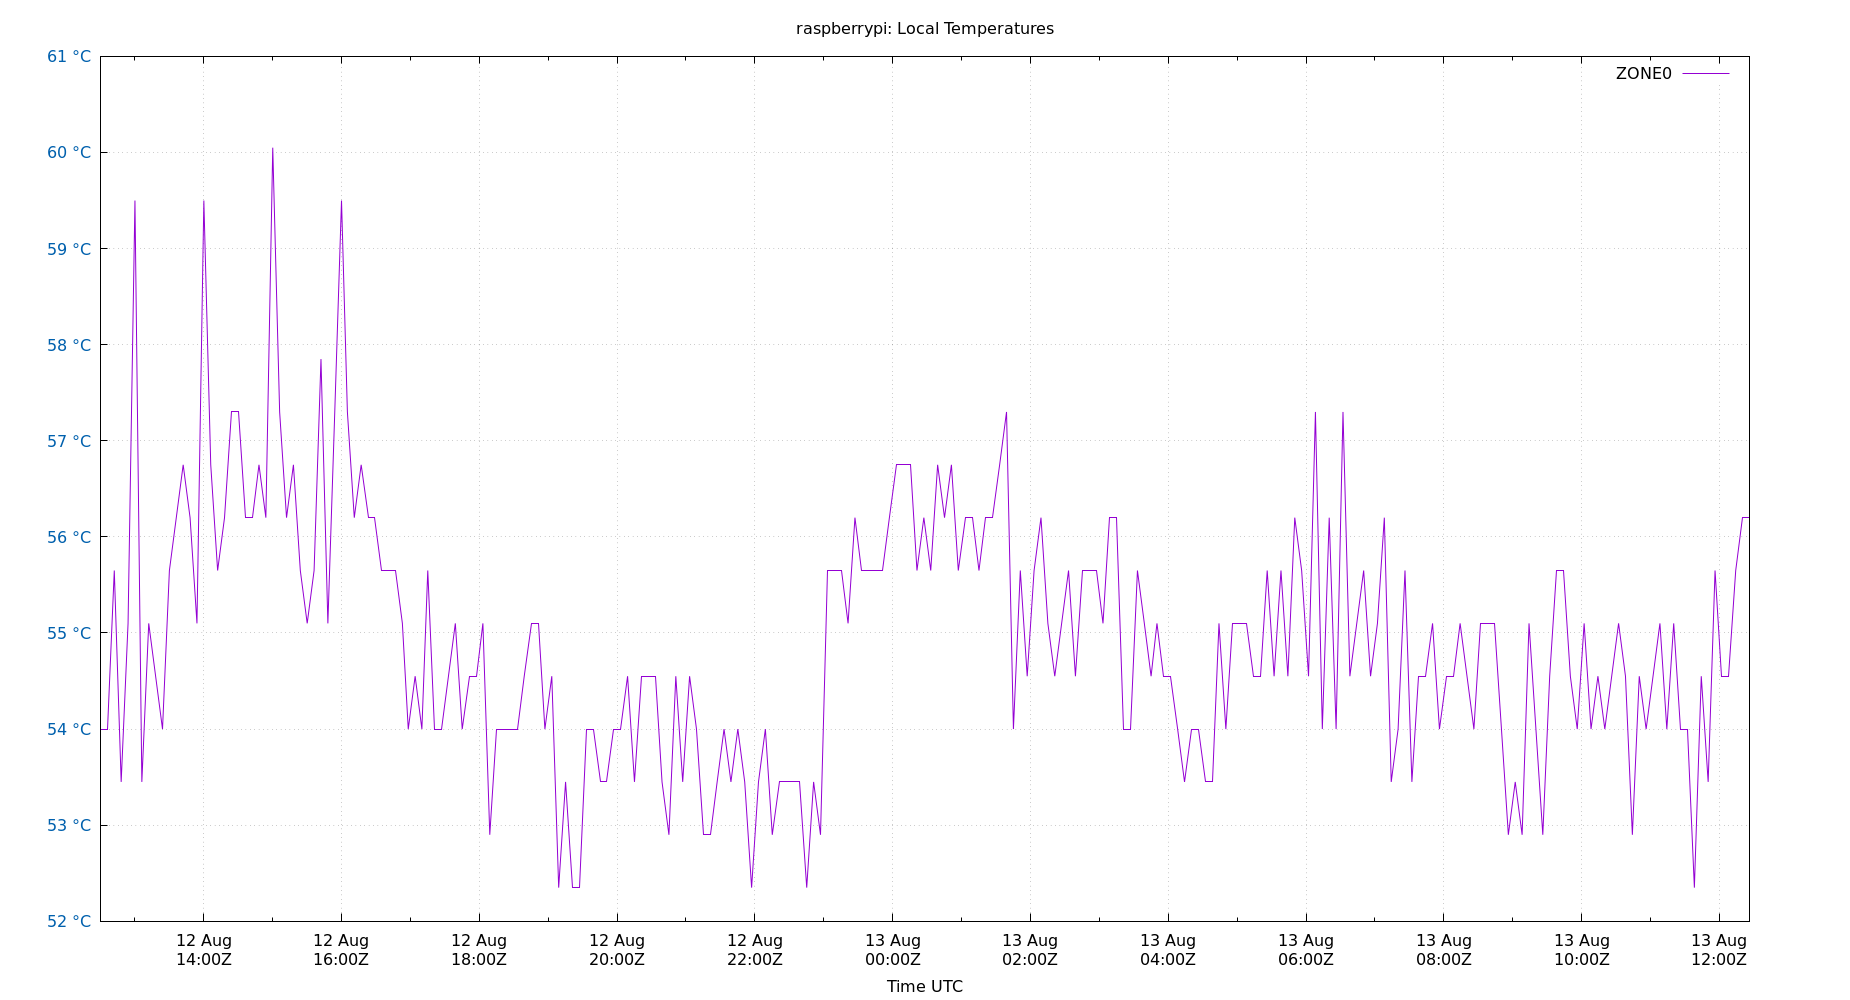 raspberrypi: Local Temperatures
61 °C
ZONE0
60 °C
59 °C
58 °C
57 °C
56 °C
55 °C
54 °C
53 °C
52 °C
12 Aug 12 Aug 12 Aug 12 Aug 12 Aug 13 Aug 13 Aug 13 Aug 13 Aug 13 Aug 13 Aug 13 Aug
14:00Z 16:00Z 18:00Z 20:00Z 22:00Z 00:00Z 02:00Z 04:00Z 06:00Z 08:00Z 10:00Z 12:00Z
Time UTC